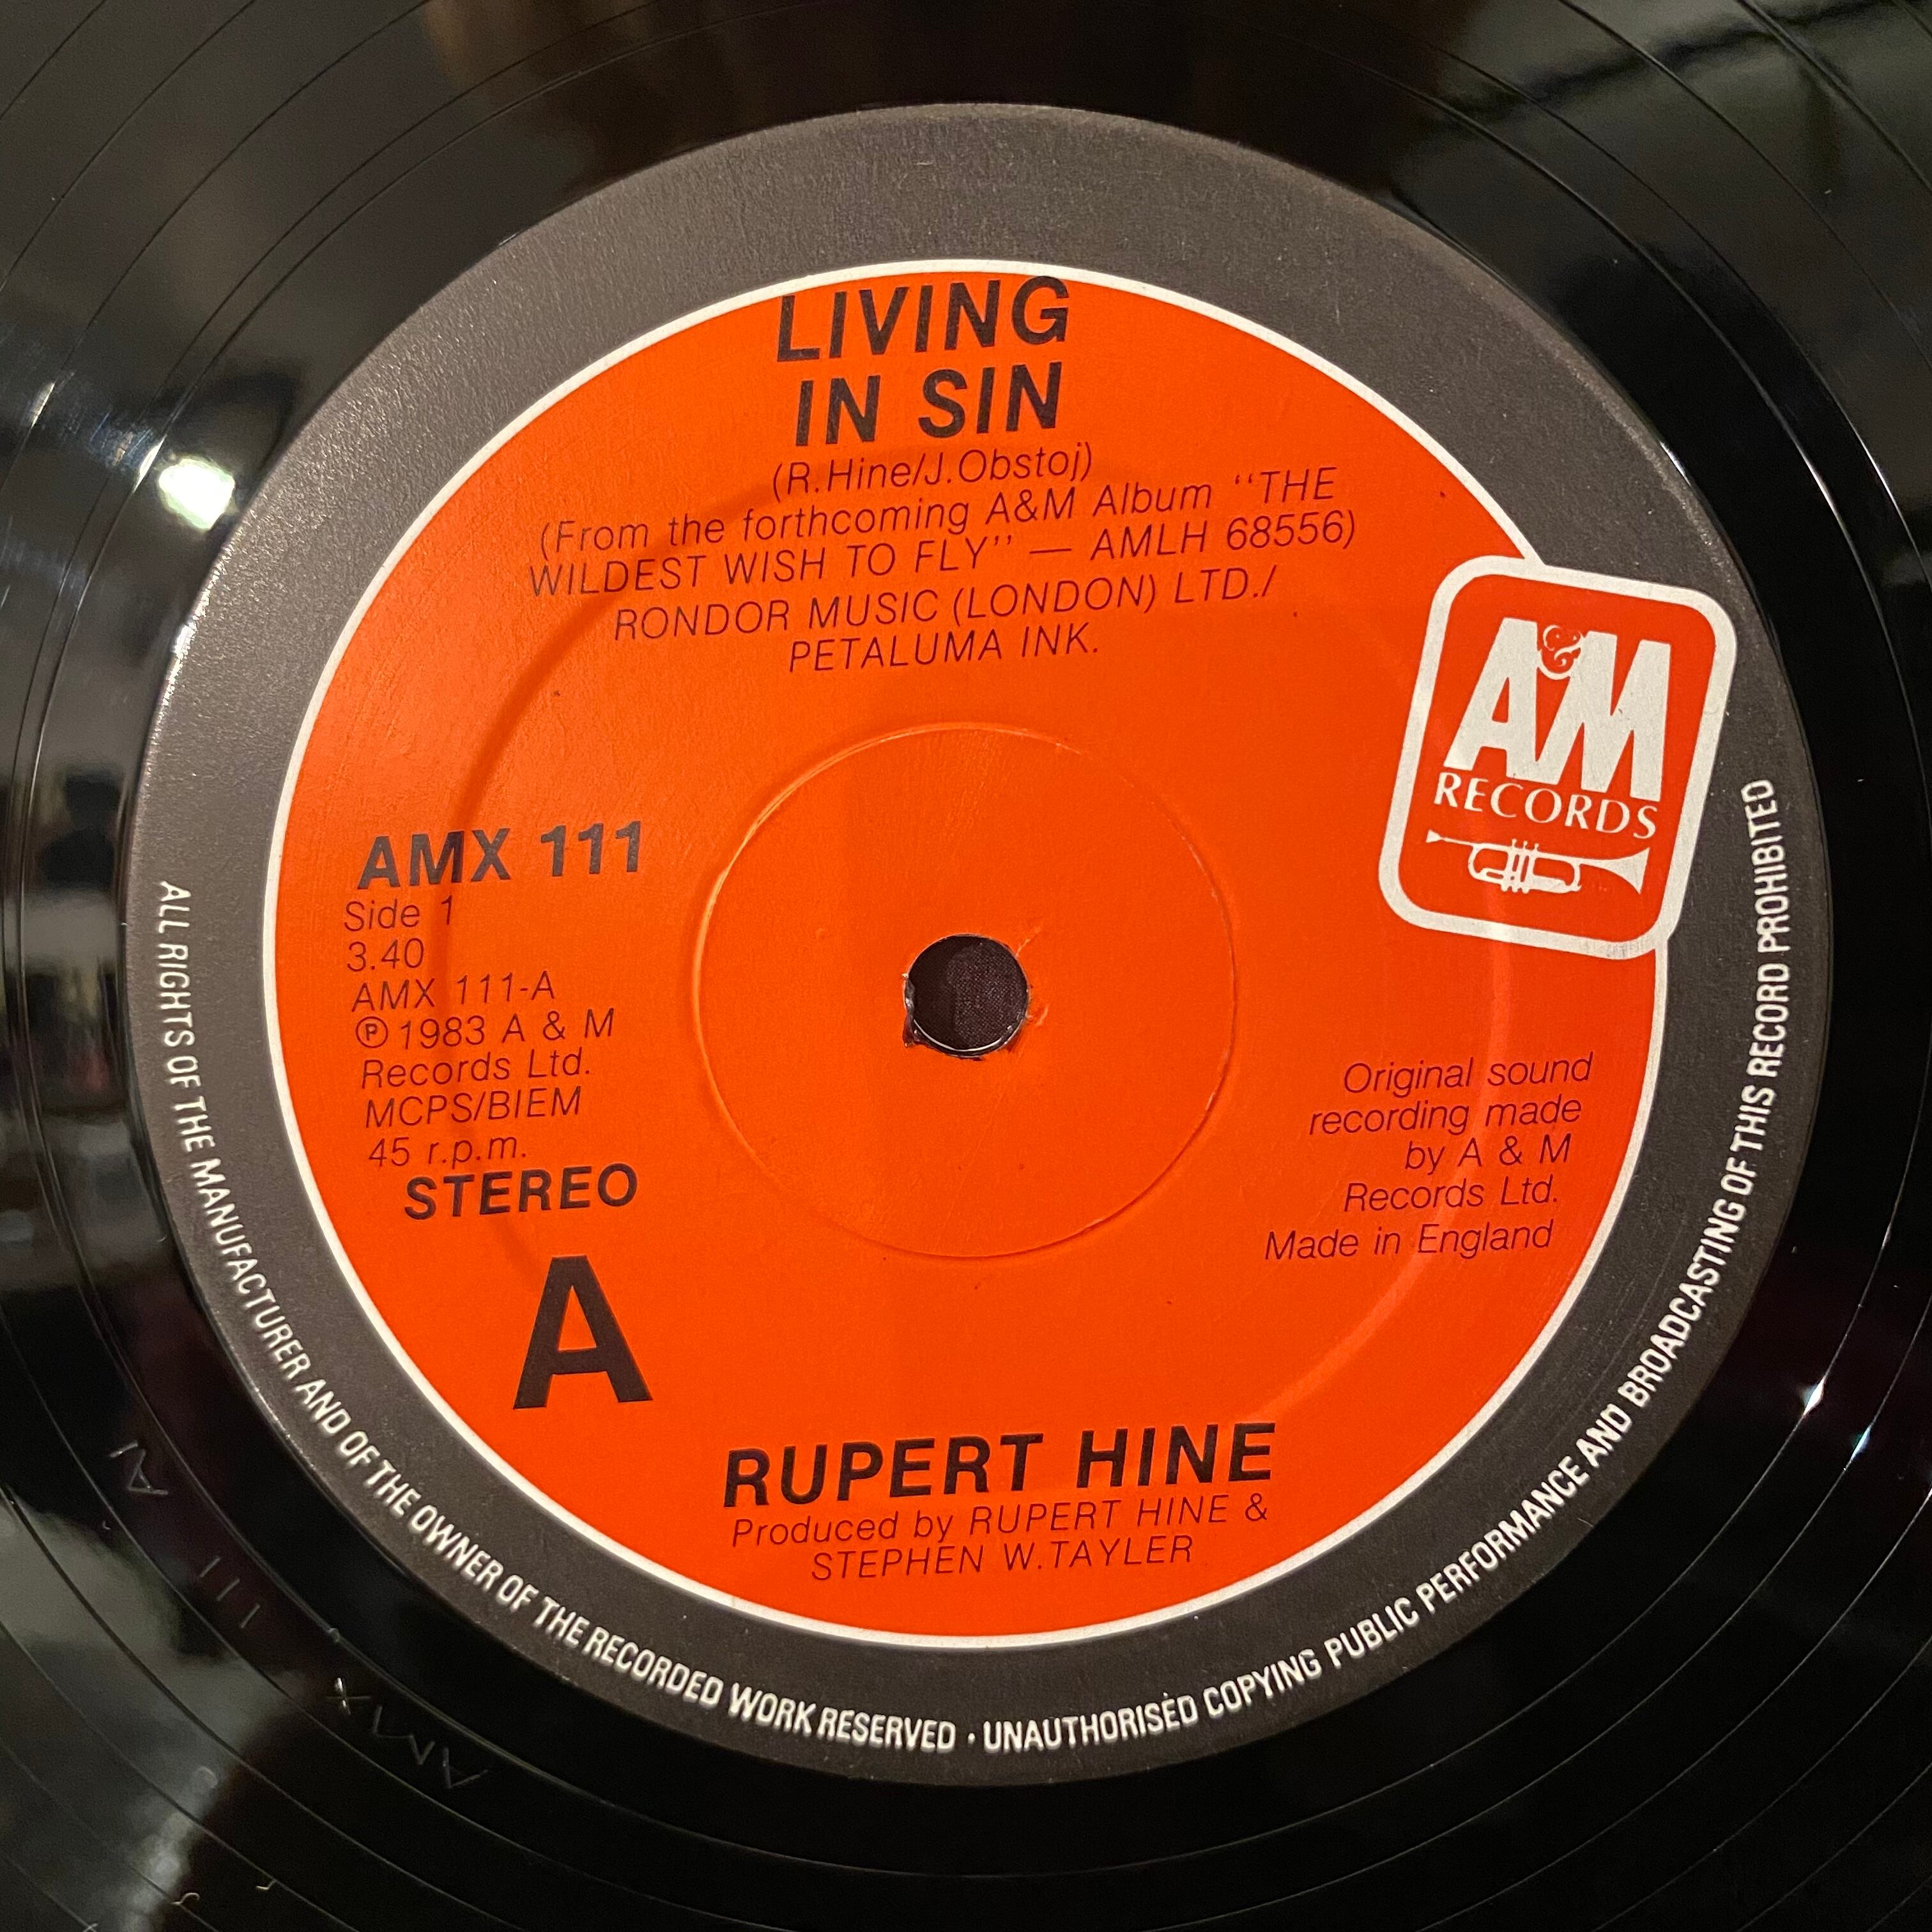 LIVING
IN SIN
(R.Hine/J.Obstoj)
(From the forthcoming A&M Album “THE
WILDEST WISH TO FLY” — AMLH 68556)
RONDOR MUSIC (LONDON) LTD./
PETALUMA INK.
A&M
RECORDS
AMX 111
Side 1
3.40
AMX 111-A
℗ 1983 A & M
Records Ltd.
MCPS/BIEM
45 r.p.m.
STEREO
A
Original sound
recording made
by A & M
Records Ltd.
Made in England
RUPERT HINE
Produced by RUPERT HINE &
STEPHEN W.TAYLER
ALL RIGHTS OF THE MANUFACTURER AND OF THE OWNER OF THE RECORDED WORK RESERVED · UNAUTHORISED COPYING PUBLIC PERFORMANCE AND BROADCASTING OF THIS RECORD PROHIBITED
AMX 111